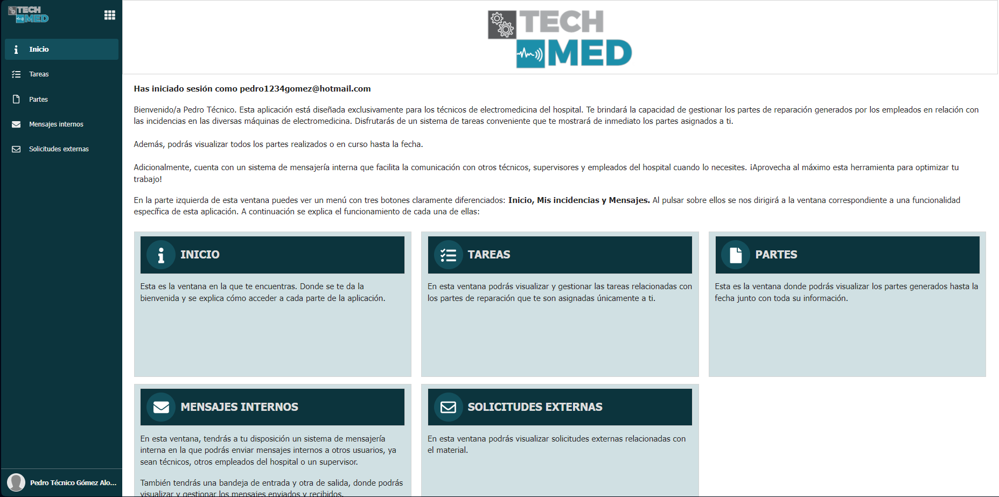 TECH
MED
Inicio
Tareas
Partes
Mensajes internos
Solicitudes externas
Pedro Técnico Gómez Alo...
TECH
MED
Has iniciado sesión como pedro1234gomez@hotmail.com
Bienvenido/a Pedro Técnico. Esta aplicación está diseñada exclusivamente para los técnicos de electromedicina del hospital. Te brindará la capacidad de gestionar los partes de reparación generados por los empleados en relación con
las incidencias en las diversas máquinas de electromedicina. Disfrutarás de un sistema de tareas conveniente que te mostrará de inmediato los partes asignados a ti.
Además, podrás visualizar todos los partes realizados o en curso hasta la fecha.
Adicionalmente, cuenta con un sistema de mensajería interna que facilita la comunicación con otros técnicos, supervisores y empleados del hospital cuando lo necesites. ¡Aprovecha al máximo esta herramienta para optimizar tu
trabajo!
En la parte izquierda de esta ventana puedes ver un menú con tres botones claramente diferenciados: Inicio, Mis incidencias y Mensajes. Al pulsar sobre ellos se nos dirigirá a la ventana correspondiente a una funcionalidad
específica de esta aplicación. A continuación se explica el funcionamiento de cada una de ellas:
INICIO
Esta es la ventana en la que te encuentras. Donde se te da la
bienvenida y se explica cómo acceder a cada parte de la aplicación.
TAREAS
En esta ventana podrás visualizar y gestionar las tareas relacionadas con
los partes de reparación que te son asignadas únicamente a ti.
PARTES
Esta es la ventana donde podrás visualizar los partes generados hasta la
fecha junto con toda su información.
MENSAJES INTERNOS
En esta ventana, tendrás a tu disposición un sistema de mensajería
interna en la que podrás enviar mensajes internos a otros usuarios, ya
sean técnicos, otros empleados del hospital o un supervisor.
También tendrás una bandeja de entrada y otra de salida, donde podrás
visualizar y gestionar los mensajes enviados y recibidos.
SOLICITUDES EXTERNAS
En esta ventana podrás visualizar solicitudes externas relacionadas con
el material.